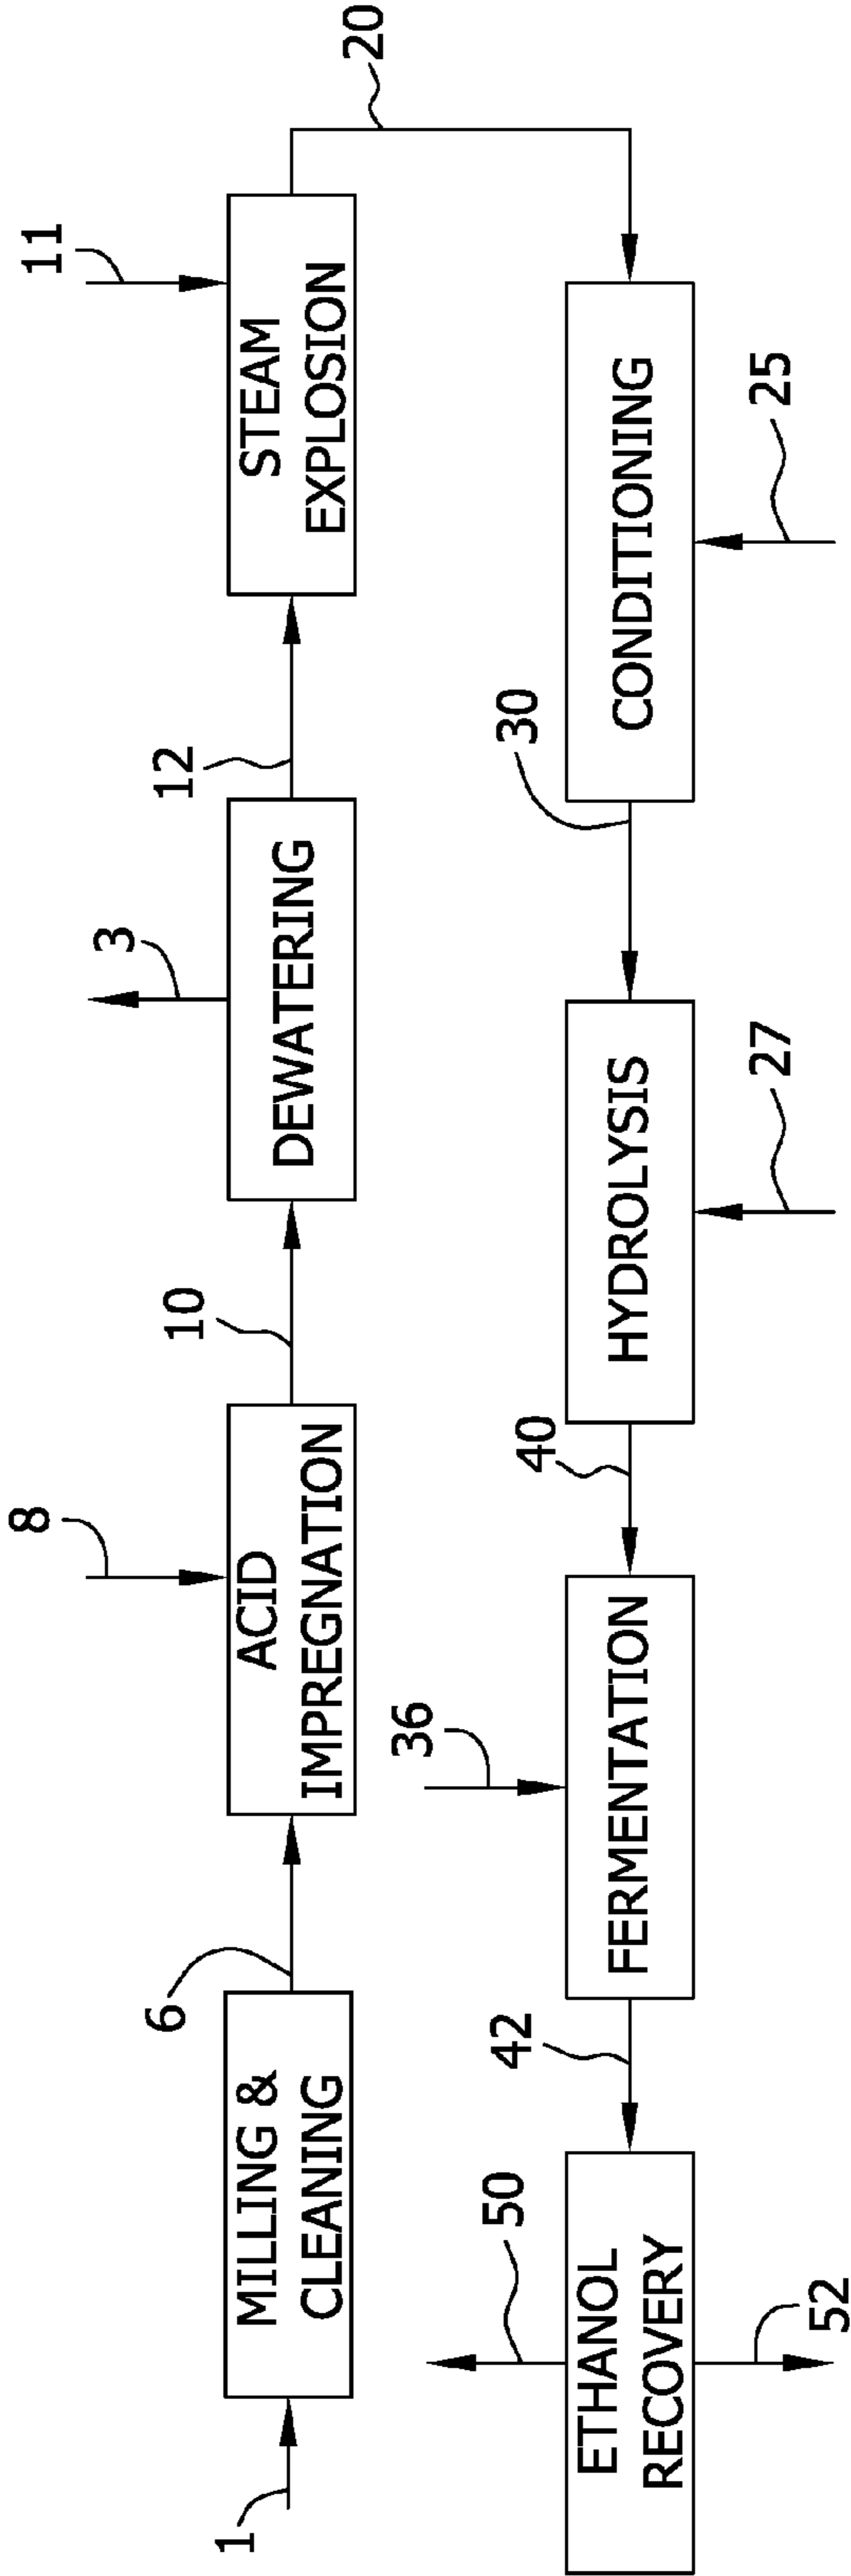 1
MILLING &
CLEANING
6
8
ACID
IMPREGNATION
10
3
DEWATERING
12
11
STEAM
EXPLOSION
20
CONDITIONING
25
30
HYDROLYSIS
27
40
FERMENTATION
36
42
ETHANOL
RECOVERY
50
52